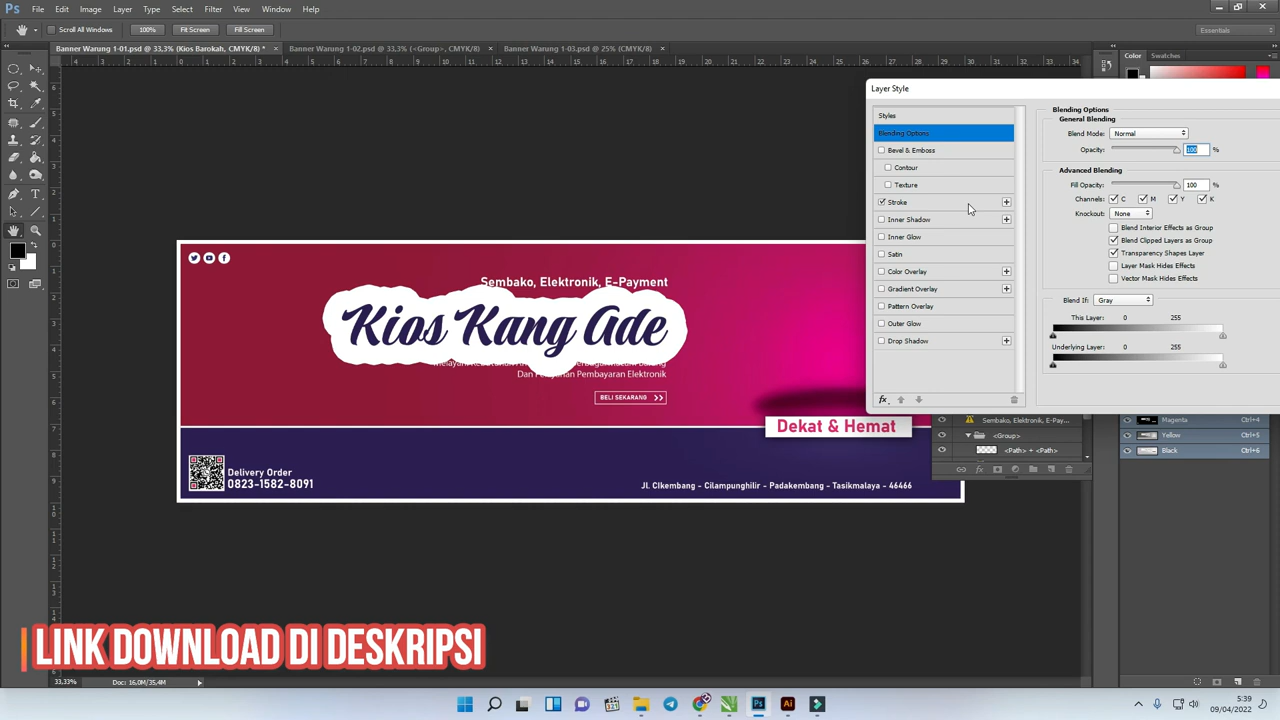 Ps File Edit Image Layer Type Select Filter View Window Help
Scroll All Windows 100% Fit Screen Fill Screen Essentials
Banner Warung 1-01.psd @ 33,3% (Kios Barokah, CMYK/8) * × Banner Warung 1-02.psd @ 33,3% (<Group>, CMYK/8) × Banner Warung 1-03.psd @ 25% (CMYK/8) ×
Color Swatches
Layer Style
Styles
Blending Options
Bevel & Emboss
Contour
Texture
Stroke
Inner Shadow
Inner Glow
Satin
Color Overlay
Gradient Overlay
Pattern Overlay
Outer Glow
Drop Shadow
fx
Blending Options
General Blending
Blend Mode: Normal
Opacity: 100 %
Advanced Blending
Fill Opacity: 100 %
Channels: C M Y K
Knockout: None
Blend Interior Effects as Group
Blend Clipped Layers as Group
Transparency Shapes Layer
Layer Mask Hides Effects
Vector Mask Hides Effects
Blend If: Gray
This Layer: 0 255
Underlying Layer: 0 255
Sembako, Elektronik, E-Payment
Kios Kang Ade
Dan Pelayanan Pembayaran Elektronik
BELI SEKARANG
Dekat & Hemat
Delivery Order
0823-1582-8091
Jl. CIkembang - Cilampunghilir - Padakembang - Tasikmalaya - 46466
Sembako, Elektronik, E-Pay...
<Group>
<Path> + <Path>
Magenta Ctrl+4
Yellow Ctrl+5
Black Ctrl+6
LINK DOWNLOAD DI DESKRIPSI
33,33% Doc: 16,0M/35,4M
5:39
09/04/2022